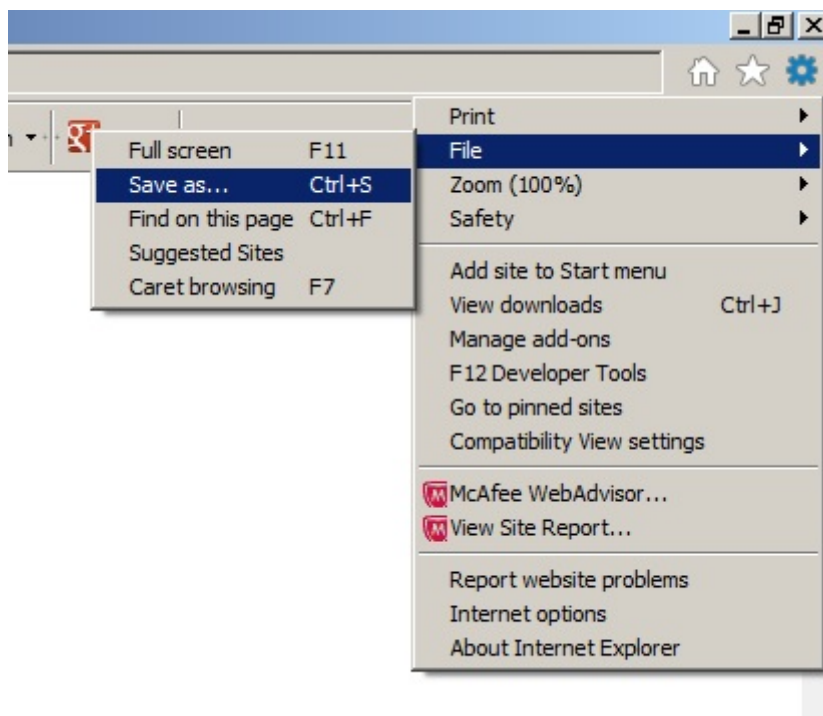 Print
File
Zoom (100%)
Safety
Full screen F11
Save as... Ctrl+S
Find on this page Ctrl+F
Suggested Sites
Caret browsing F7
Add site to Start menu
View downloads Ctrl+J
Manage add-ons
F12 Developer Tools
Go to pinned sites
Compatibility View settings
McAfee WebAdvisor...
View Site Report...
Report website problems
Internet options
About Internet Explorer